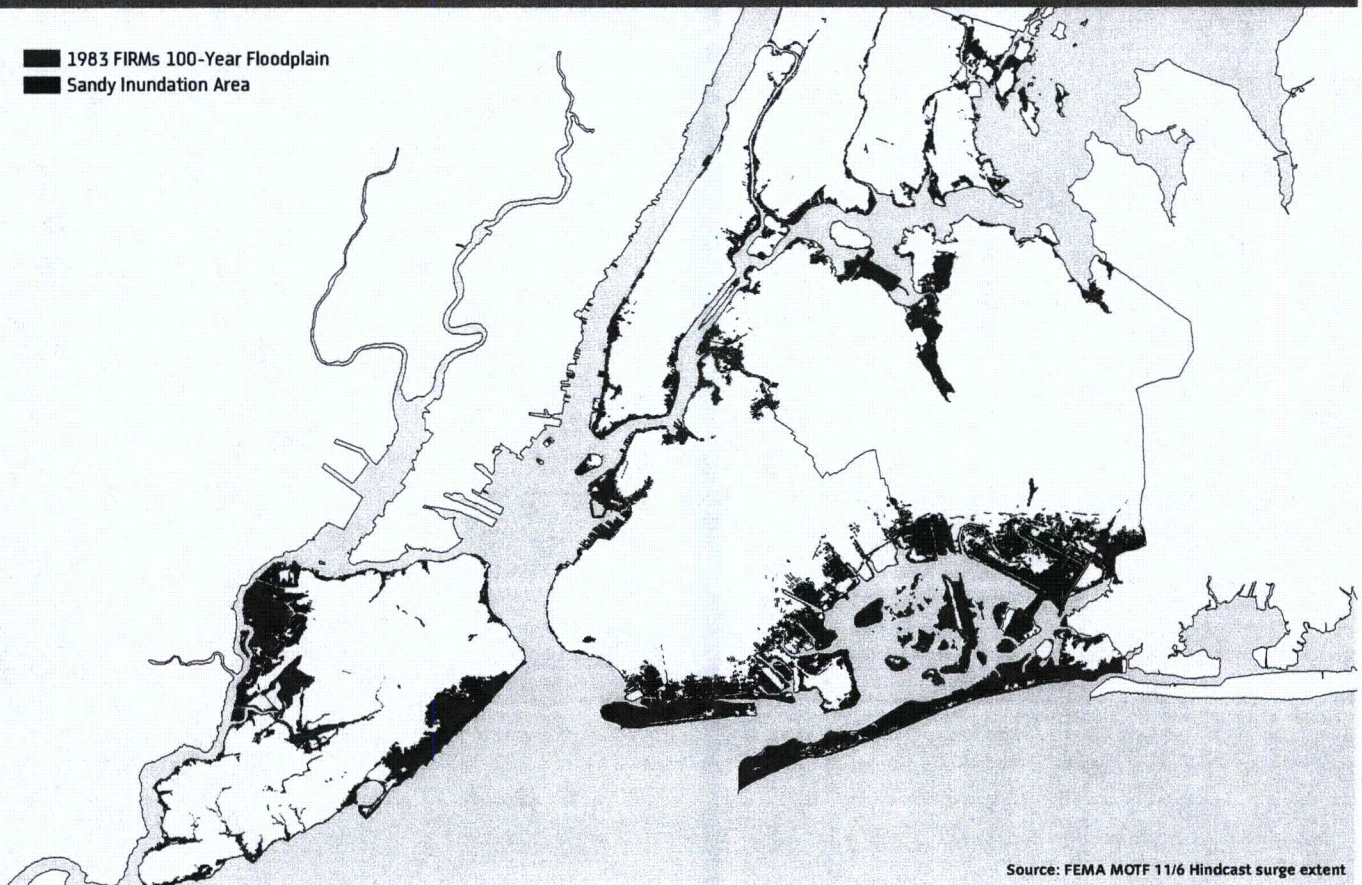 1983 FIRMs 100-Year Floodplain
Sandy Inundation Area
Source: FEMA MOTF 11/6 Hindcast surge extent